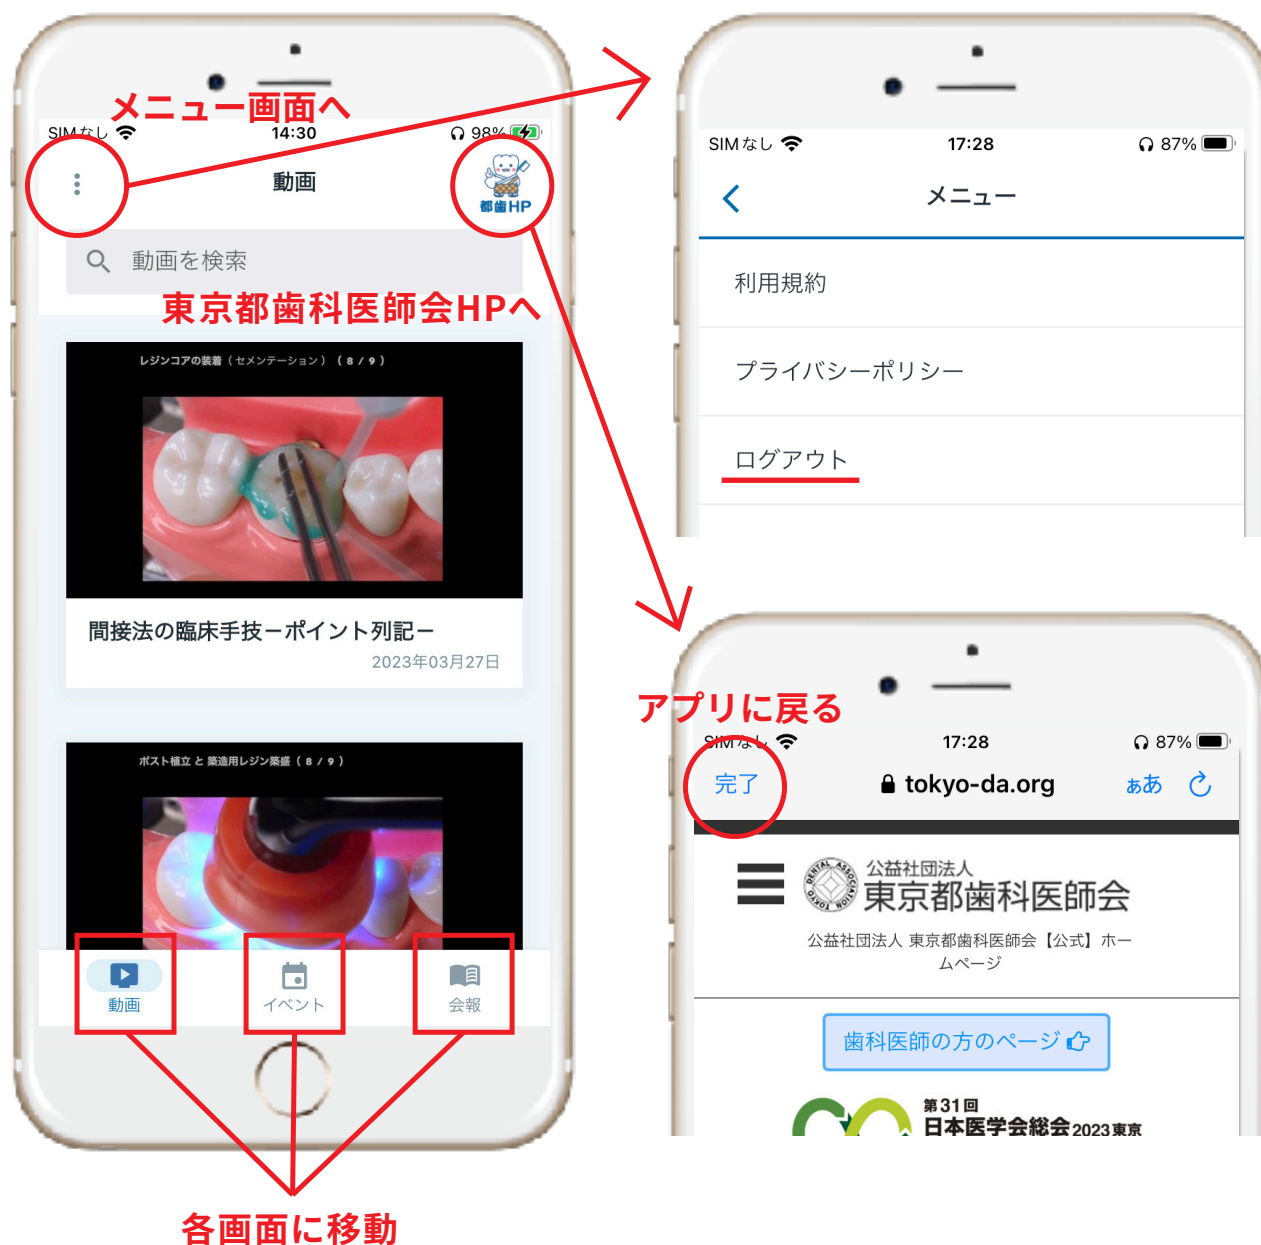 メニュー画面へ
SIMなし 14:30 98%
動画
都歯HP
動画を検索
東京都歯科医師会HPへ
レジンコアの装着（セメンテーション）（ 8 / 9 ）
間接法の臨床手技－ポイント列記－
2023年03月27日
ポスト植立 と 築造用レジン築盛（ 8 / 9 ）
動画 イベント 会報
各画面に移動
SIMなし 17:28 87%
メニュー
利用規約
プライバシーポリシー
ログアウト
アプリに戻る
SIMなし 17:28 87%
完了 tokyo-da.org ぁあ
DENTAL ASSOCIATION TOKYO
公益社団法人
東京都歯科医師会
公益社団法人 東京都歯科医師会【公式】ホー
ムページ
歯科医師の方のページ
第31回
日本医学会総会 2023東京